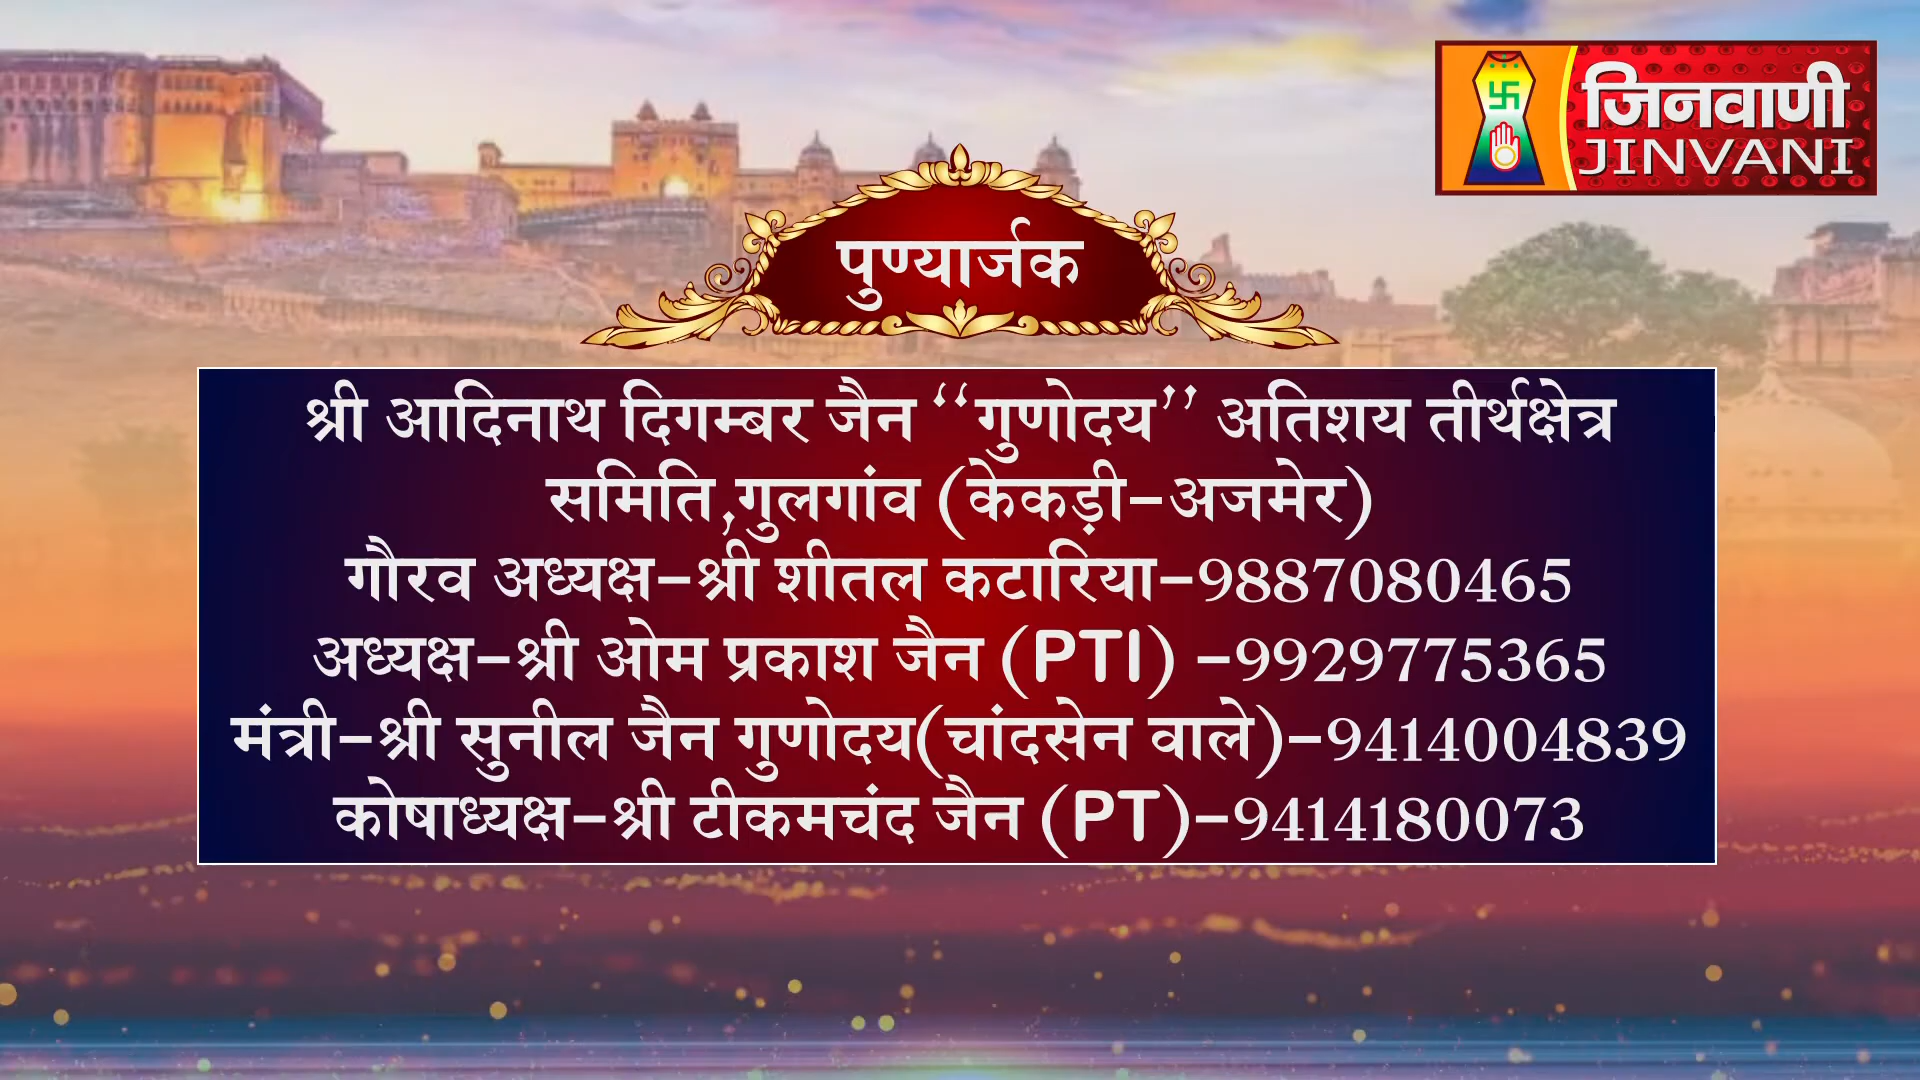 जिनवाणी
JINVANI
पुण्यार्जक
श्री आदिनाथ दिगम्बर जैन ‘‘गुणोदय’’ अतिशय तीर्थक्षेत्र
समिति,गुलगांव (केकड़ी-अजमेर)
गौरव अध्यक्ष-श्री शीतल कटारिया-9887080465
अध्यक्ष-श्री ओम प्रकाश जैन (PTI) -9929775365
मंत्री-श्री सुनील जैन गुणोदय(चांदसेन वाले)-9414004839
कोषाध्यक्ष-श्री टीकमचंद जैन (PT)-9414180073